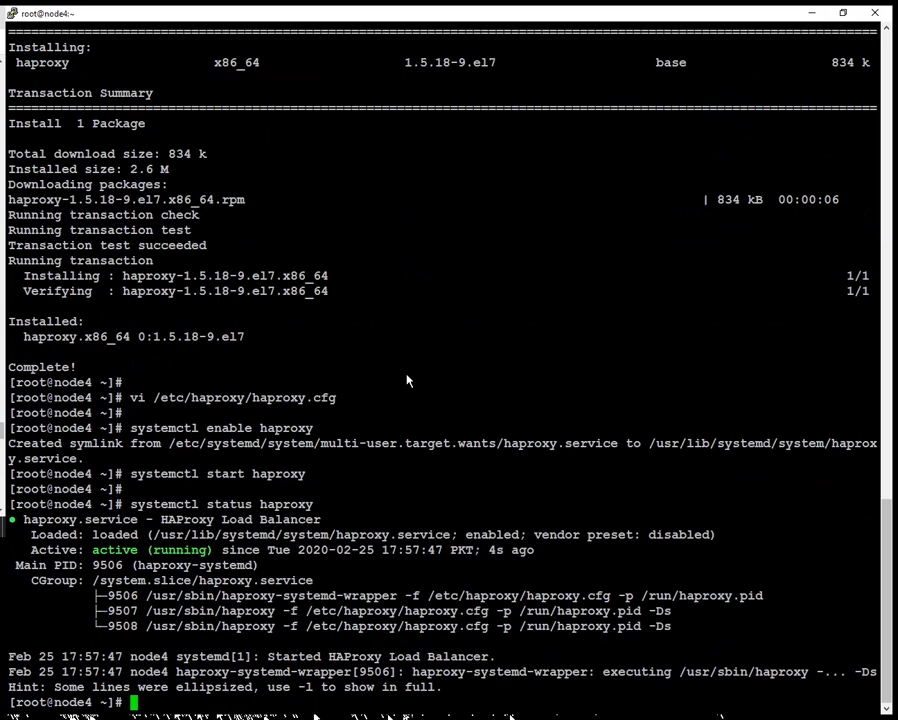 root@node4:~
================================================================================
Installing:
haproxy x86_64 1.5.18-9.el7 base 834 k
Transaction Summary
================================================================================
Install 1 Package
Total download size: 834 k
Installed size: 2.6 M
Downloading packages:
haproxy-1.5.18-9.el7.x86_64.rpm | 834 kB 00:00:06
Running transaction check
Running transaction test
Transaction test succeeded
Running transaction
Installing : haproxy-1.5.18-9.el7.x86_64 1/1
Verifying : haproxy-1.5.18-9.el7.x86_64 1/1
Installed:
haproxy.x86_64 0:1.5.18-9.el7
Complete!
[root@node4 ~]#
[root@node4 ~]# vi /etc/haproxy/haproxy.cfg
[root@node4 ~]#
[root@node4 ~]# systemctl enable haproxy
Created symlink from /etc/systemd/system/multi-user.target.wants/haproxy.service to /usr/lib/systemd/system/haprox
y.service.
[root@node4 ~]# systemctl start haproxy
[root@node4 ~]#
[root@node4 ~]# systemctl status haproxy
● haproxy.service - HAProxy Load Balancer
Loaded: loaded (/usr/lib/systemd/system/haproxy.service; enabled; vendor preset: disabled)
Active: active (running) since Tue 2020-02-25 17:57:47 PKT; 4s ago
Main PID: 9506 (haproxy-systemd)
CGroup: /system.slice/haproxy.service
├─9506 /usr/sbin/haproxy-systemd-wrapper -f /etc/haproxy/haproxy.cfg -p /run/haproxy.pid
├─9507 /usr/sbin/haproxy -f /etc/haproxy/haproxy.cfg -p /run/haproxy.pid -Ds
└─9508 /usr/sbin/haproxy -f /etc/haproxy/haproxy.cfg -p /run/haproxy.pid -Ds
Feb 25 17:57:47 node4 systemd[1]: Started HAProxy Load Balancer.
Feb 25 17:57:47 node4 haproxy-systemd-wrapper[9506]: haproxy-systemd-wrapper: executing /usr/sbin/haproxy -... -Ds
Hint: Some lines were ellipsized, use -l to show in full.
[root@node4 ~]#